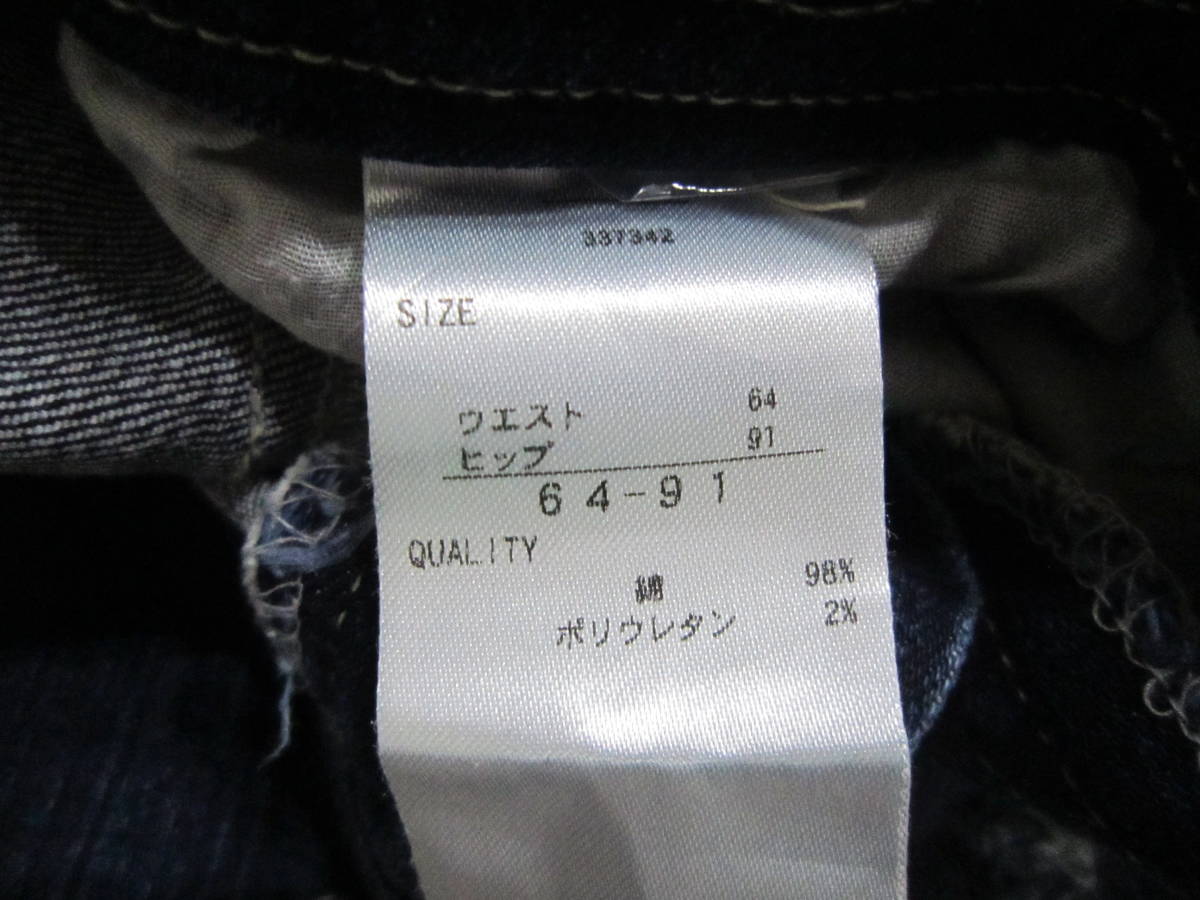 337342
SIZE
ウエスト 64
ヒップ 91
64-91
QUALITY
綿 98%
ポリウレタン 2%